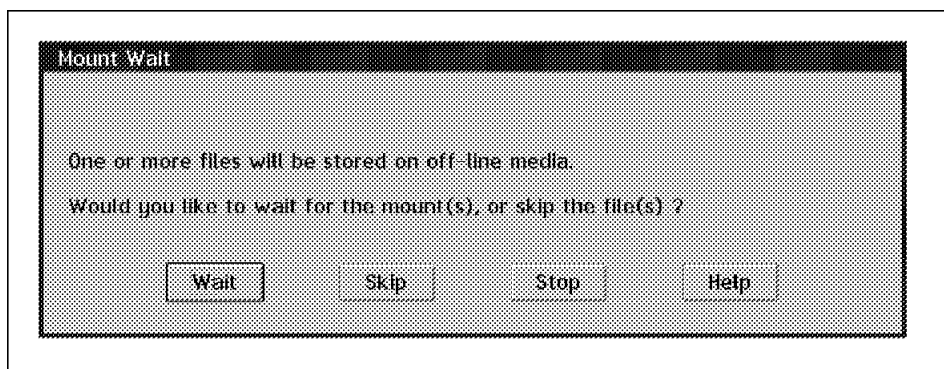 Mount Wait
One or more files will be stored on off-line media.
Would you like to wait for the mount(s), or skip the file(s) ?
Wait Skip Stop Help